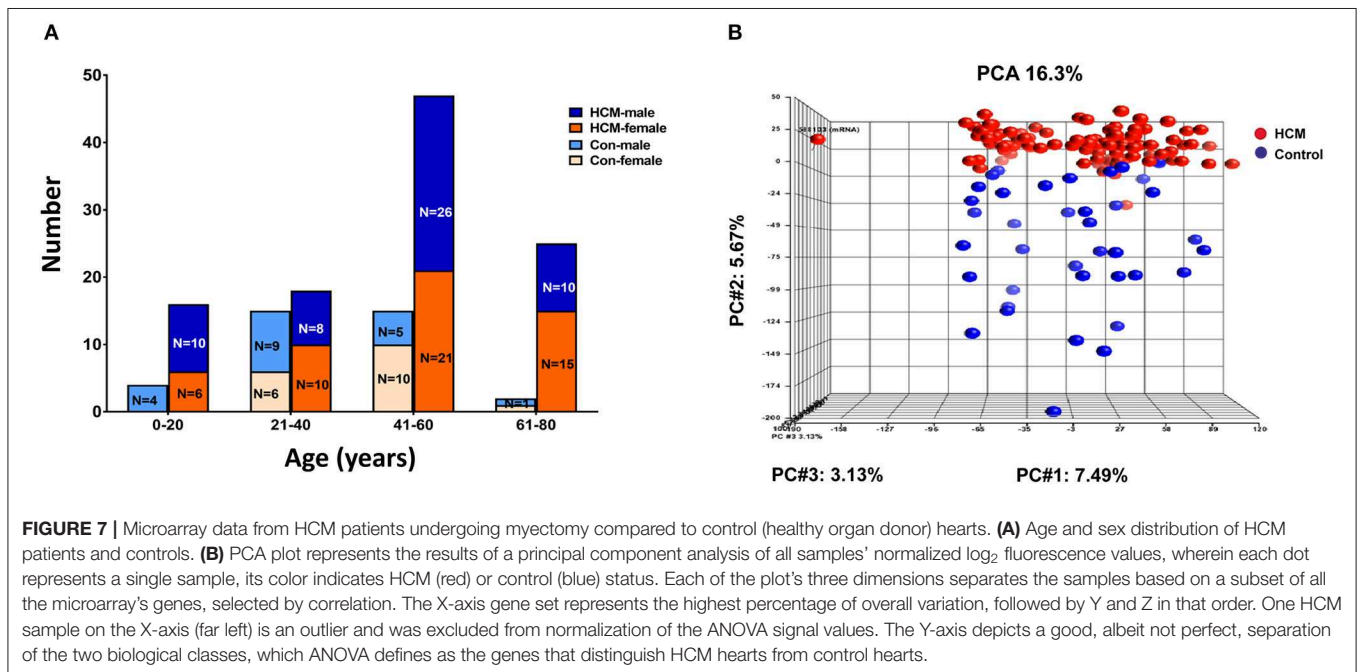 A
50
40
30
20
10
0
Number
HCM-male
HCM-female
Con-male
Con-female
N=4
N=10
N=6
N=9
N=6
N=8
N=10
N=5
N=10
N=26
N=21
N=1
N=10
N=15
0-20 21-40 41-60 61-80
Age (years)
B
PCA 16.3%
HCM
Control
50
25
0
-24
-49
-75
-99
-124
-149
-174
-200
PC#2: 5.67%
(mRNA)
-158 -127 -96 -65 -35 -3 27 58 89 120
PC #3 3.13%
PC#3: 3.13% PC#1: 7.49%
FIGURE 7 | Microarray data from HCM patients undergoing myectomy compared to control (healthy organ donor) hearts. (A) Age and sex distribution of HCM
patients and controls. (B) PCA plot represents the results of a principal component analysis of all samples' normalized log₂ fluorescence values, wherein each dot
represents a single sample, its color indicates HCM (red) or control (blue) status. Each of the plot's three dimensions separates the samples based on a subset of all
the microarray's genes, selected by correlation. The X-axis gene set represents the highest percentage of overall variation, followed by Y and Z in that order. One HCM
sample on the X-axis (far left) is an outlier and was excluded from normalization of the ANOVA signal values. The Y-axis depicts a good, albeit not perfect, separation
of the two biological classes, which ANOVA defines as the genes that distinguish HCM hearts from control hearts.